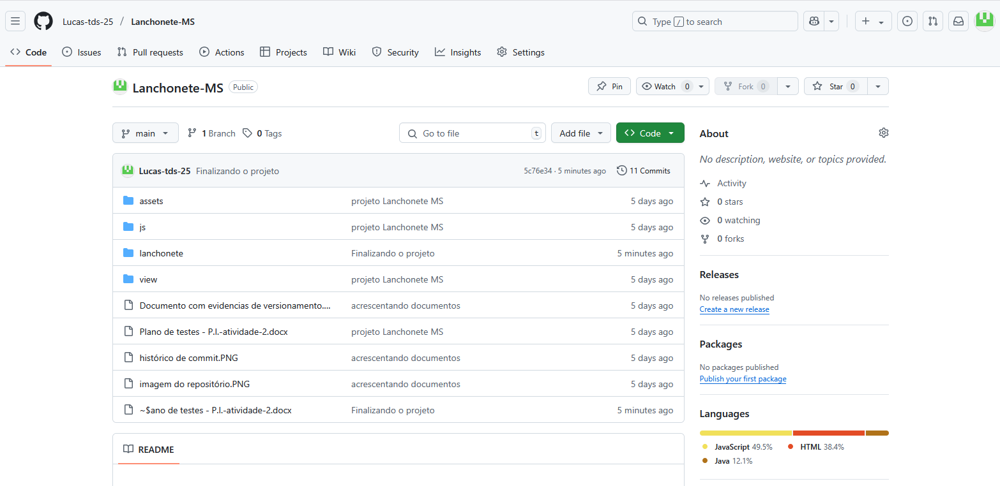 Lucas-tds-25 / Lanchonete-MS Type / to search
Code Issues Pull requests Actions Projects Wiki Security Insights Settings
Lanchonete-MS Public Pin Watch 0 Fork 0 Star 0
main 1 Branch 0 Tags Go to file t Add file Code
Lucas-tds-25 Finalizando o projeto 5c76e34 · 5 minutes ago 11 Commits
assets projeto Lanchonete MS 5 days ago
js projeto Lanchonete MS 5 days ago
lanchonete Finalizando o projeto 5 minutes ago
view projeto Lanchonete MS 5 days ago
Documento com evidencias de versionamento.... acrescentando documentos 5 days ago
Plano de testes - P.I.-atividade-2.docx projeto Lanchonete MS 5 days ago
histórico de commit.PNG acrescentando documentos 5 days ago
imagem do repositório.PNG acrescentando documentos 5 days ago
~$ano de testes - P.I.-atividade-2.docx Finalizando o projeto 5 minutes ago
README
About
No description, website, or topics provided.
Activity
0 stars
0 watching
0 forks
Releases
No releases published
Create a new release
Packages
No packages published
Publish your first package
Languages
JavaScript 49.5% HTML 38.4%
Java 12.1%